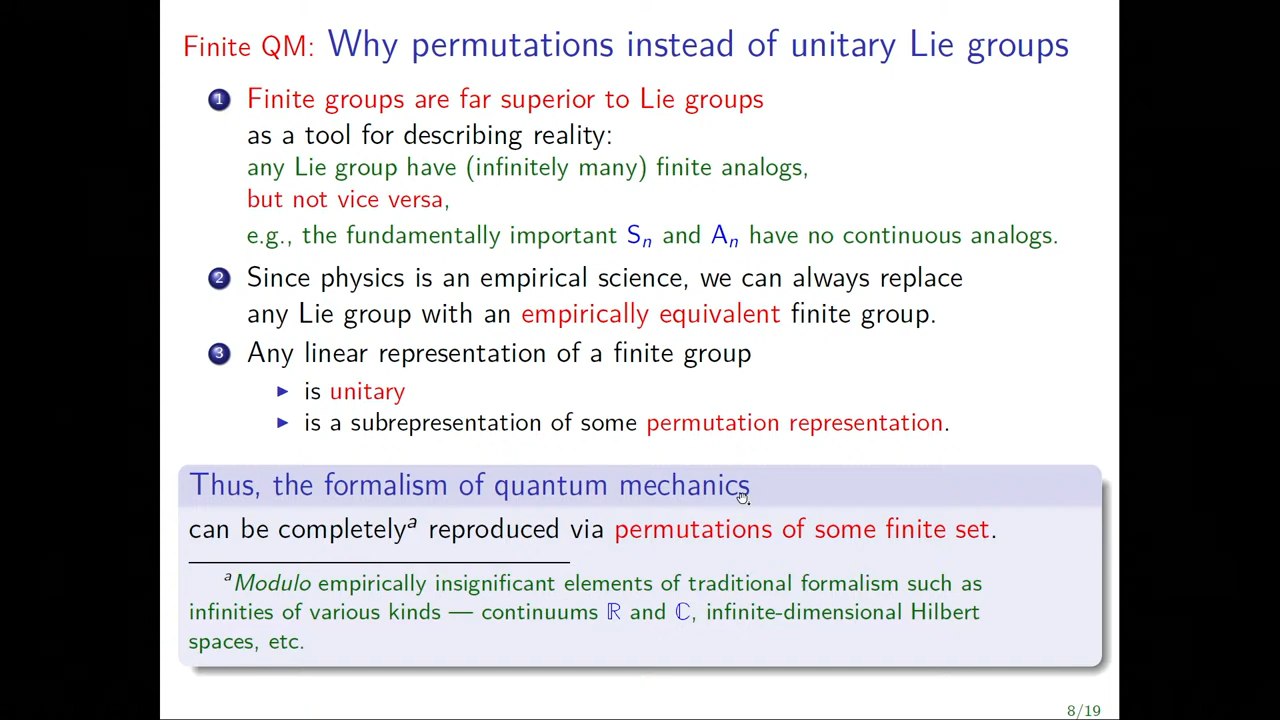 Finite QM: Why permutations instead of unitary Lie groups
1 Finite groups are far superior to Lie groups
as a tool for describing reality:
any Lie group have (infinitely many) finite analogs,
but not vice versa,
e.g., the fundamentally important Sₙ and Aₙ have no continuous analogs.
2 Since physics is an empirical science, we can always replace
any Lie group with an empirically equivalent finite group.
3 Any linear representation of a finite group
▶ is unitary
▶ is a subrepresentation of some permutation representation.
Thus, the formalism of quantum mechanics
can be completelyᵃ reproduced via permutations of some finite set.
ᵃModulo empirically insignificant elements of traditional formalism such as
infinities of various kinds — continuums ℝ and ℂ, infinite-dimensional Hilbert
spaces, etc.
8/19